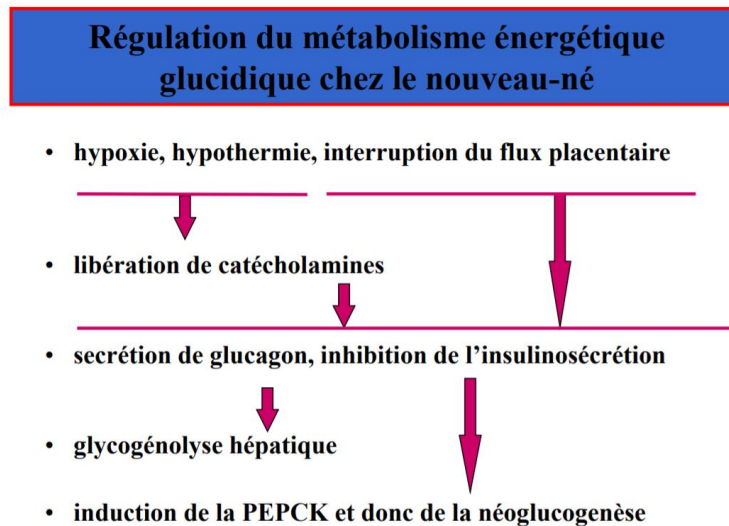 Régulation du métabolisme énergétique
glucidique chez le nouveau-né
• hypoxie, hypothermie, interruption du flux placentaire
• libération de catécholamines
• secrétion de glucagon, inhibition de l'insulinosécrétion
• glycogénolyse hépatique
• induction de la PEPCK et donc de la néoglucogenèse